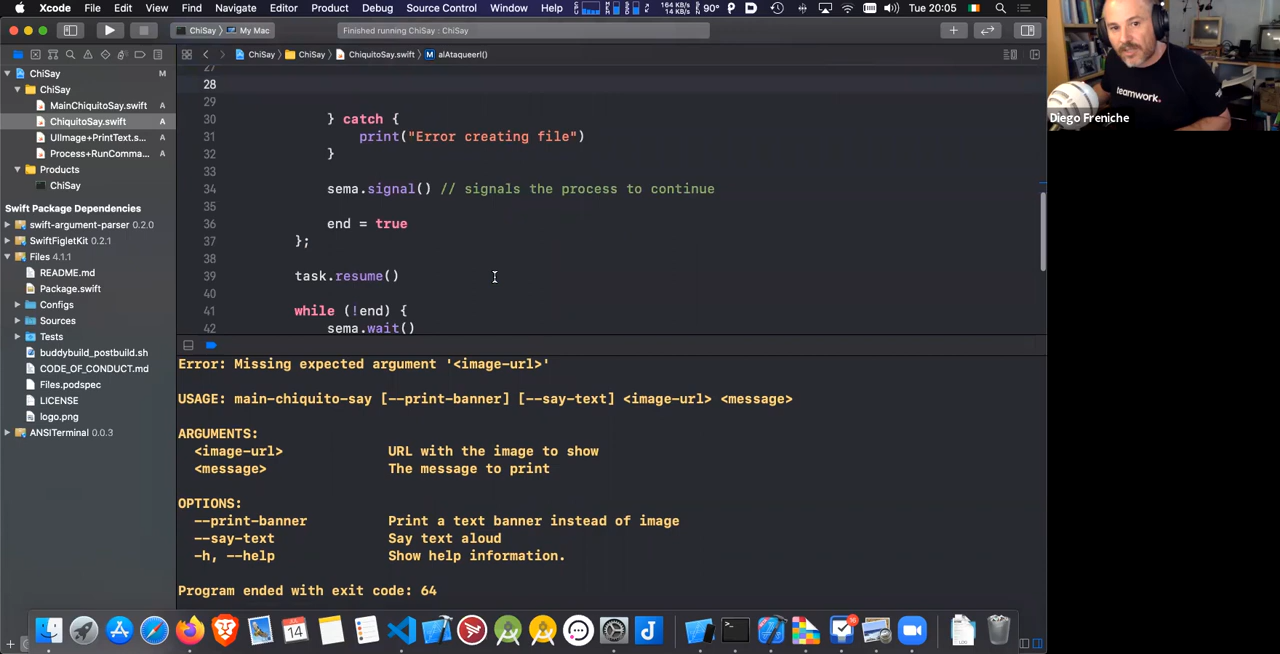 Xcode File Edit View Find Navigate Editor Product Debug Source Control Window Help 164 KB/s 14 KB/s 90° Tue 20:05
ChiSay My Mac
Finished running ChiSay : ChiSay
ChiSay ChiSay ChiquitoSay.swift M alAtaqueer()
ChiSay M
ChiSay
MainChiquitoSay.swift A
ChiquitoSay.swift A
UIImage+PrintText.s... A
Process+RunComma... A
Products
ChiSay
Swift Package Dependencies
swift-argument-parser 0.2.0
SwiftFigletKit 0.2.1
Files 4.1.1
README.md
Package.swift
Configs
Sources
Tests
buddybuild_postbuild.sh
CODE_OF_CONDUCT.md
Files.podspec
LICENSE
logo.png
ANSITerminal 0.0.3
27
28
29
30 } catch {
31 print("Error creating file")
32 }
33
34 sema.signal() // signals the process to continue
35
36 end = true
37 };
38
39 task.resume()
40
41 while (!end) {
42 sema.wait()
Error: Missing expected argument '<image-url>'
USAGE: main-chiquito-say [--print-banner] [--say-text] <image-url> <message>
ARGUMENTS:
<image-url> URL with the image to show
<message> The message to print
OPTIONS:
--print-banner Print a text banner instead of image
--say-text Say text aloud
-h, --help Show help information.
Program ended with exit code: 64
teamwork.
Diego Freniche
14